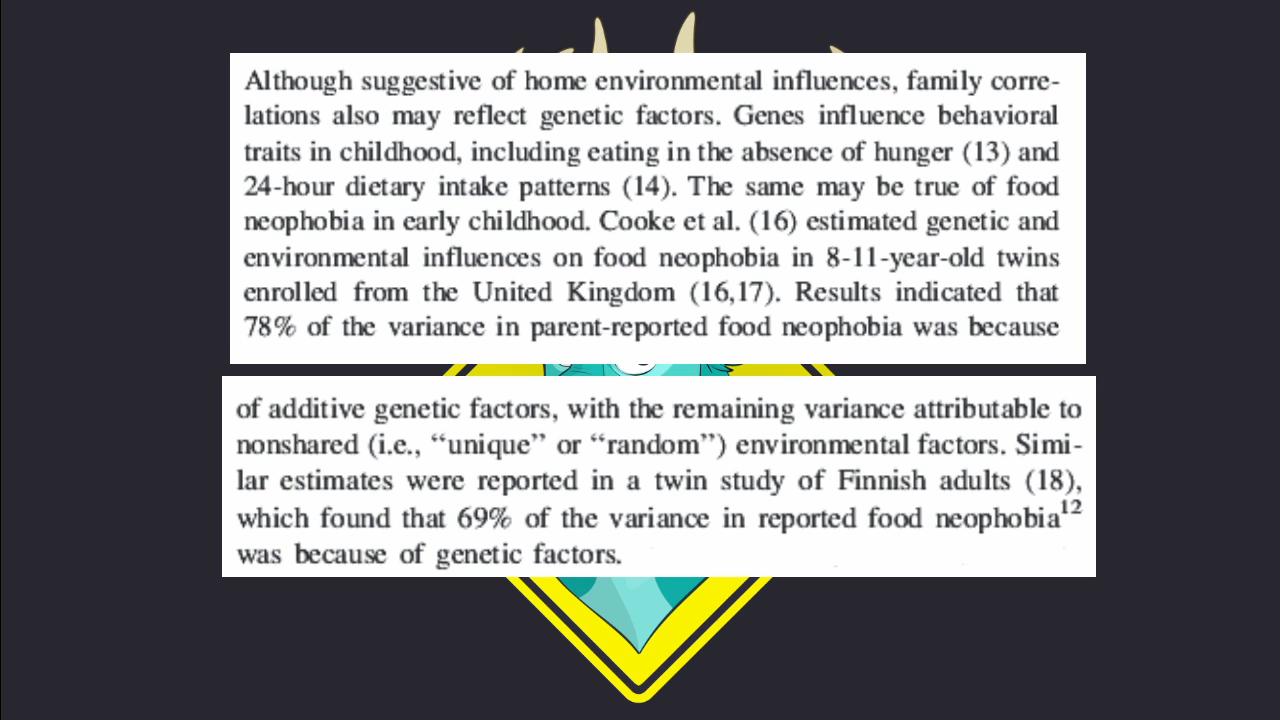 Although suggestive of home environmental influences, family corre-
lations also may reflect genetic factors. Genes influence behavioral
traits in childhood, including eating in the absence of hunger (13) and
24-hour dietary intake patterns (14). The same may be true of food
neophobia in early childhood. Cooke et al. (16) estimated genetic and
environmental influences on food neophobia in 8-11-year-old twins
enrolled from the United Kingdom (16,17). Results indicated that
78% of the variance in parent-reported food neophobia was because
of additive genetic factors, with the remaining variance attributable to
nonshared (i.e., “unique” or “random”) environmental factors. Simi-
lar estimates were reported in a twin study of Finnish adults (18),
which found that 69% of the variance in reported food neophobia12
was because of genetic factors.